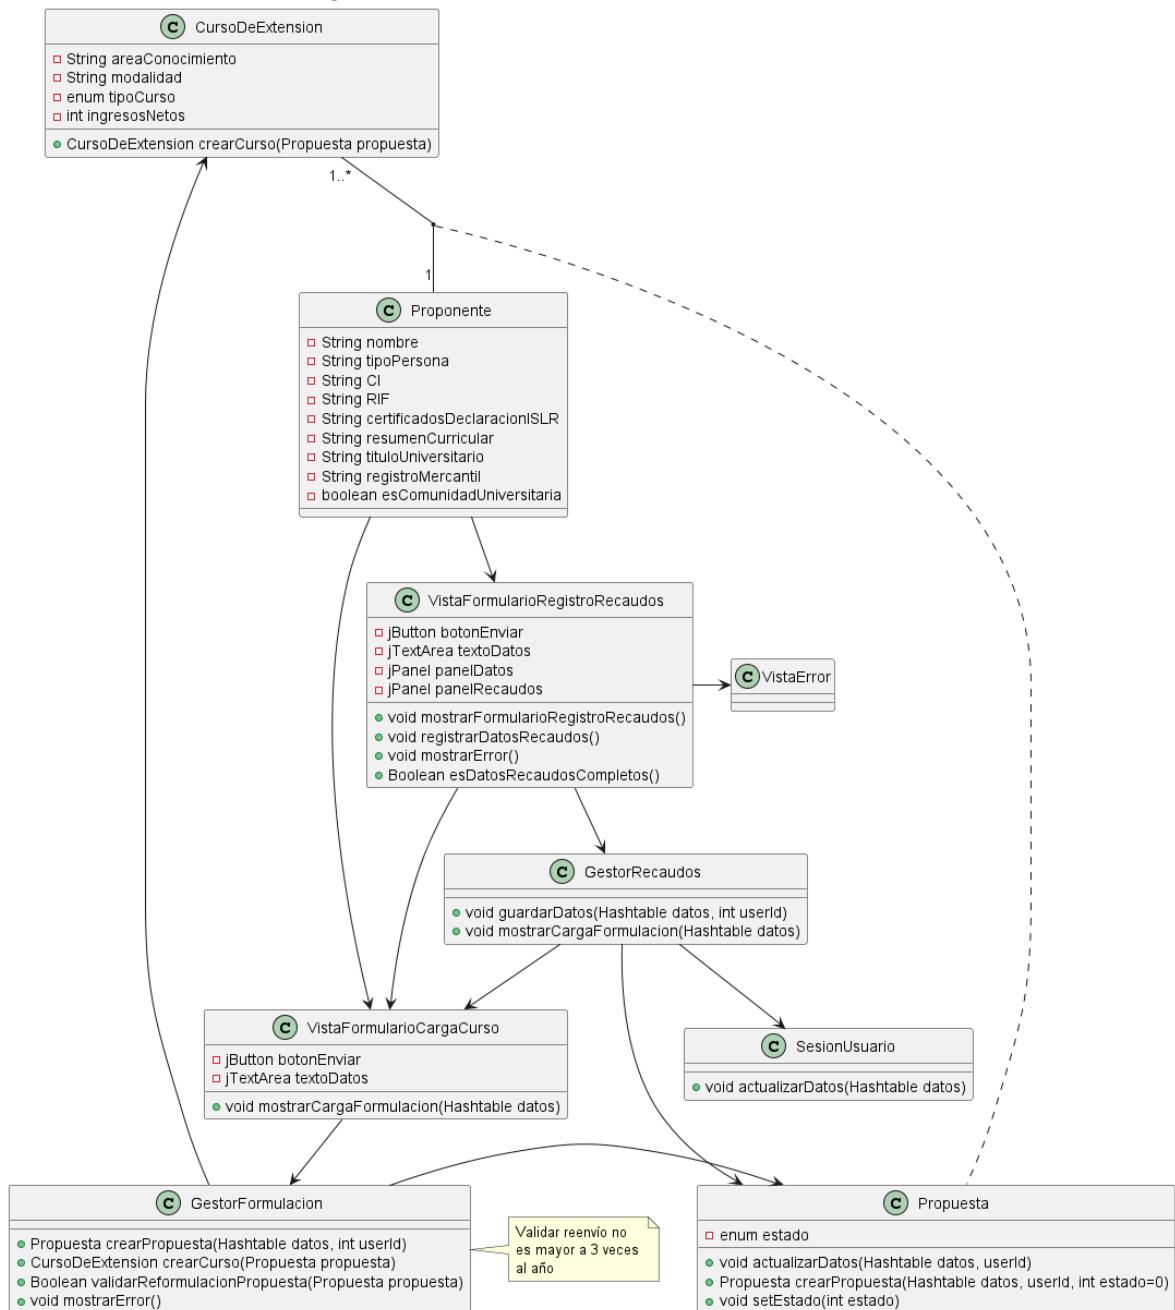 C CursoDeExtension
String areaConocimiento
String modalidad
enum tipoCurso
int ingresosNetos
CursoDeExtension crearCurso(Propuesta propuesta)
1..*
1
C Proponente
String nombre
String tipoPersona
String CI
String RIF
String certificadosDeclaracionISLR
String resumenCurricular
String tituloUniversitario
String registroMercantil
boolean esComunidadUniversitaria
C VistaFormularioRegistroRecaudos
jButton botonEnviar
jTextArea textoDatos
jPanel panelDatos
jPanel panelRecaudos
void mostrarFormularioRegistroRecaudos()
void registrarDatosRecaudos()
void mostrarError()
Boolean esDatosRecaudosCompletos()
C VistaError
C GestorRecaudos
void guardarDatos(Hashtable datos, int userId)
void mostrarCargaFormulacion(Hashtable datos)
C VistaFormularioCargaCurso
jButton botonEnviar
jTextArea textoDatos
void mostrarCargaFormulacion(Hashtable datos)
C SesionUsuario
void actualizarDatos(Hashtable datos)
C GestorFormulacion
Propuesta crearPropuesta(Hashtable datos, int userId)
CursoDeExtension crearCurso(Propuesta propuesta)
Boolean validarReformulacionPropuesta(Propuesta propuesta)
void mostrarError()
Validar reenvío no
es mayor a 3 veces
al año
C Propuesta
enum estado
void actualizarDatos(Hashtable datos, userId)
Propuesta crearPropuesta(Hashtable datos, userId, int estado=0)
void setEstado(int estado)